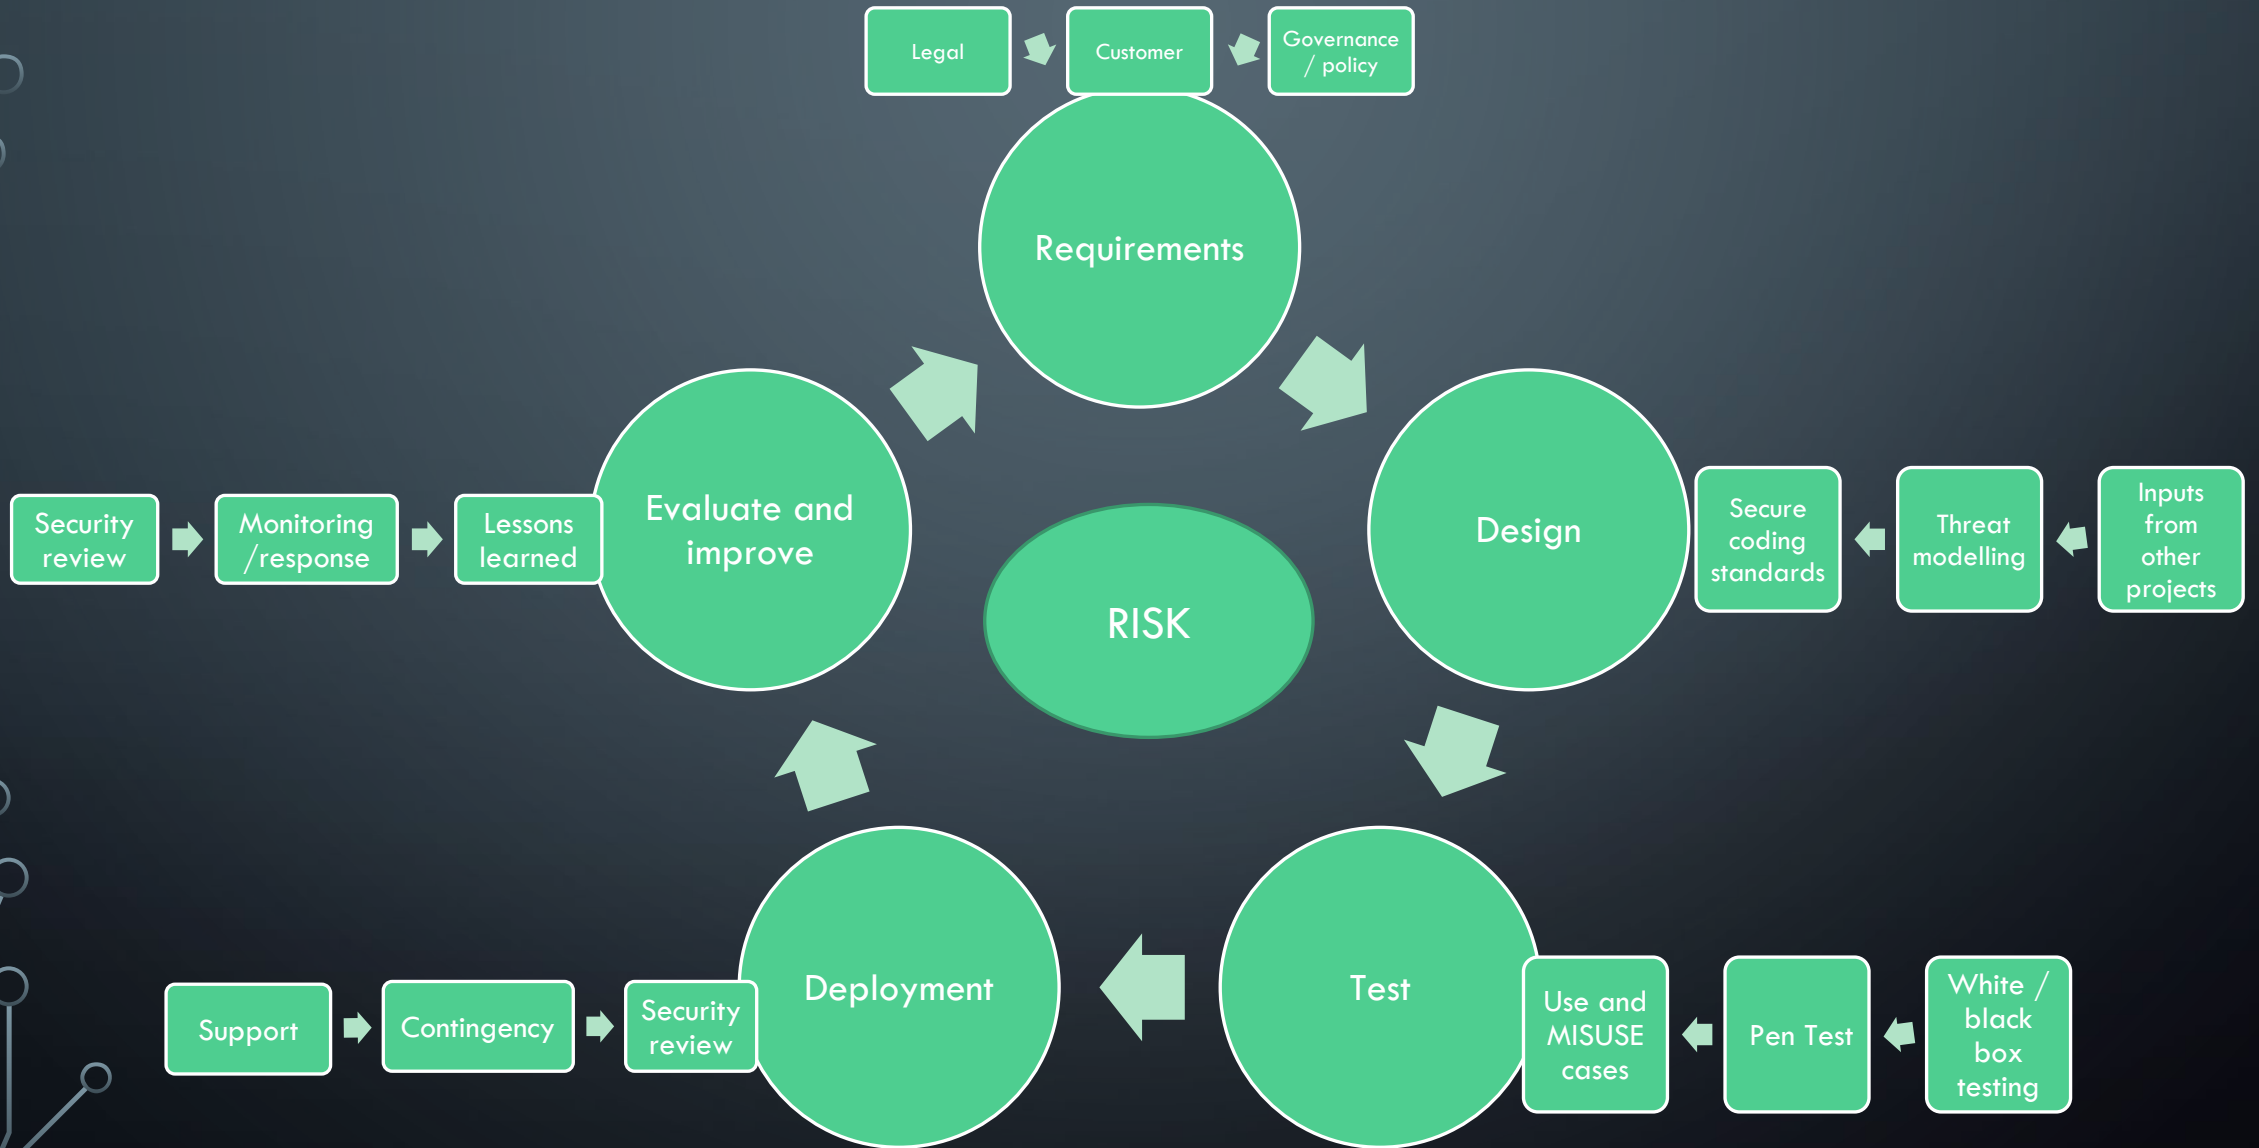 Legal
Customer
Governance
/ policy
Requirements
Evaluate and
improve
Design
RISK
Security
review
Monitoring
/response
Lessons
learned
Secure
coding
standards
Threat
modelling
Inputs
from
other
projects
Deployment
Test
Support
Contingency
Security
review
Use and
MISUSE
cases
Pen Test
White /
black
box
testing